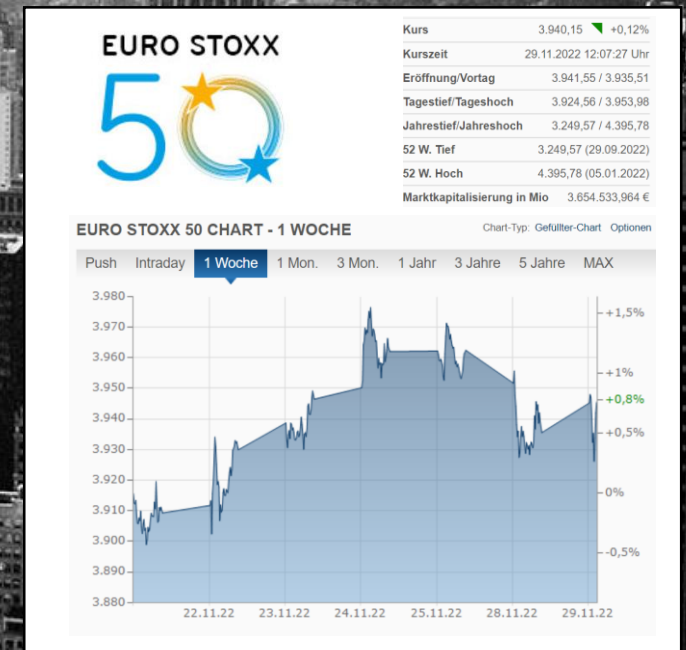 EURO STOXX
50
Kurs 3.940,15 +0,12%
Kurszeit 29.11.2022 12:07:27 Uhr
Eröffnung/Vortag 3.941,55 / 3.935,51
Tagestief/Tageshoch 3.924,56 / 3.953,98
Jahrestief/Jahreshoch 3.249,57 / 4.395,78
52 W. Tief 3.249,57 (29.09.2022)
52 W. Hoch 4.395,78 (05.01.2022)
Marktkapitalisierung in Mio 3.654.533,964 €
EURO STOXX 50 CHART - 1 WOCHE
Chart-Typ: Gefüllter-Chart Optionen
Push Intraday 1 Woche 1 Mon. 3 Mon. 1 Jahr 3 Jahre 5 Jahre MAX
3.980
3.970
3.960
3.950
3.940
3.930
3.920
3.910
3.900
3.890
3.880
+1,5%
+1%
+0,8%
+0,5%
0%
-0,5%
22.11.22 23.11.22 24.11.22 25.11.22 28.11.22 29.11.22